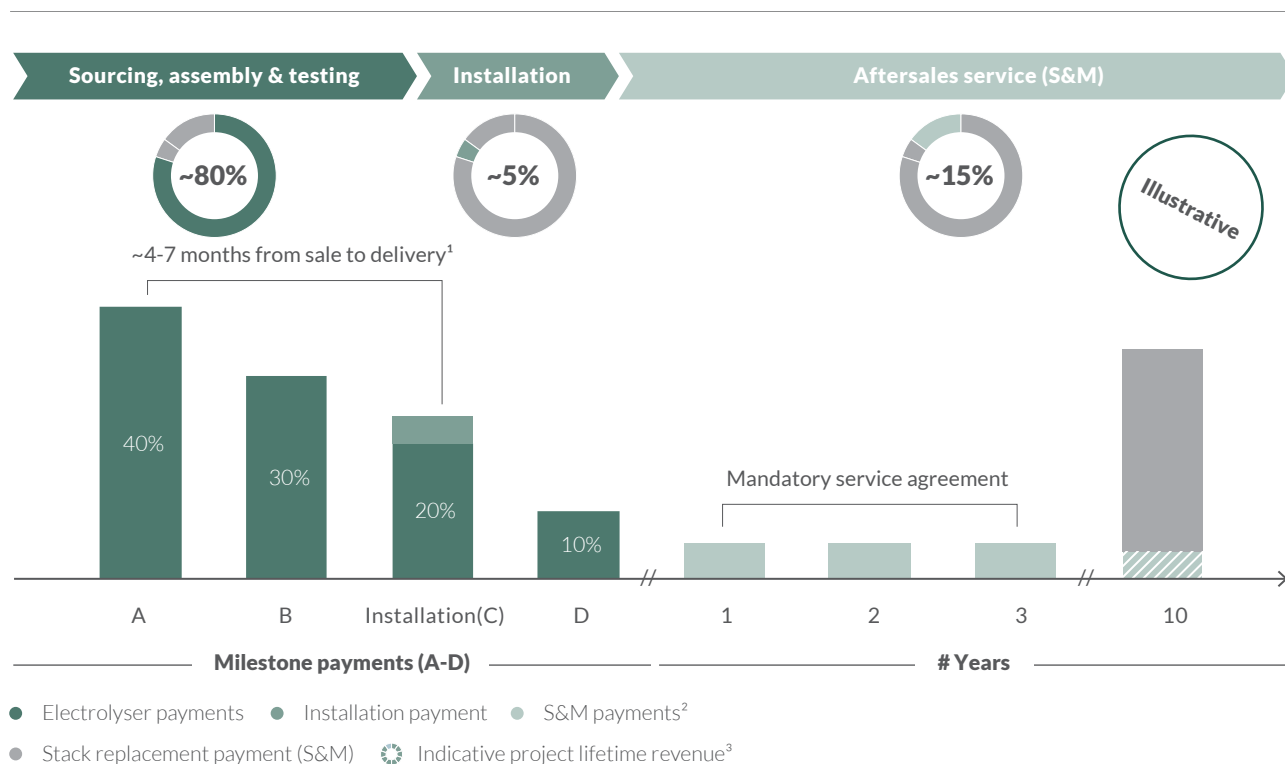 Sourcing, assembly & testing
Installation
Aftersales service (S&M)
~80%
~5%
~15%
Illustrative
~4-7 months from sale to delivery¹
40%
30%
20%
10%
Mandatory service agreement
A
B
Installation(C)
D
1
2
3
10
Milestone payments (A-D)
# Years
Electrolyser payments
Installation payment
S&M payments²
Stack replacement payment (S&M)
Indicative project lifetime revenue³